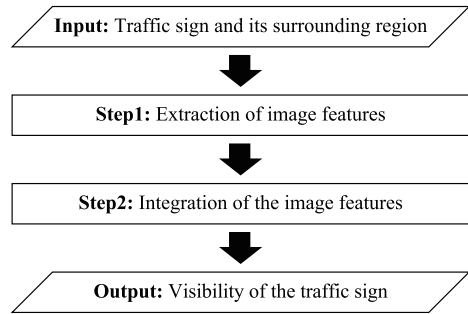 Input: Traffic sign and its surrounding region
Step1: Extraction of image features
Step2: Integration of the image features
Output: Visibility of the traffic sign